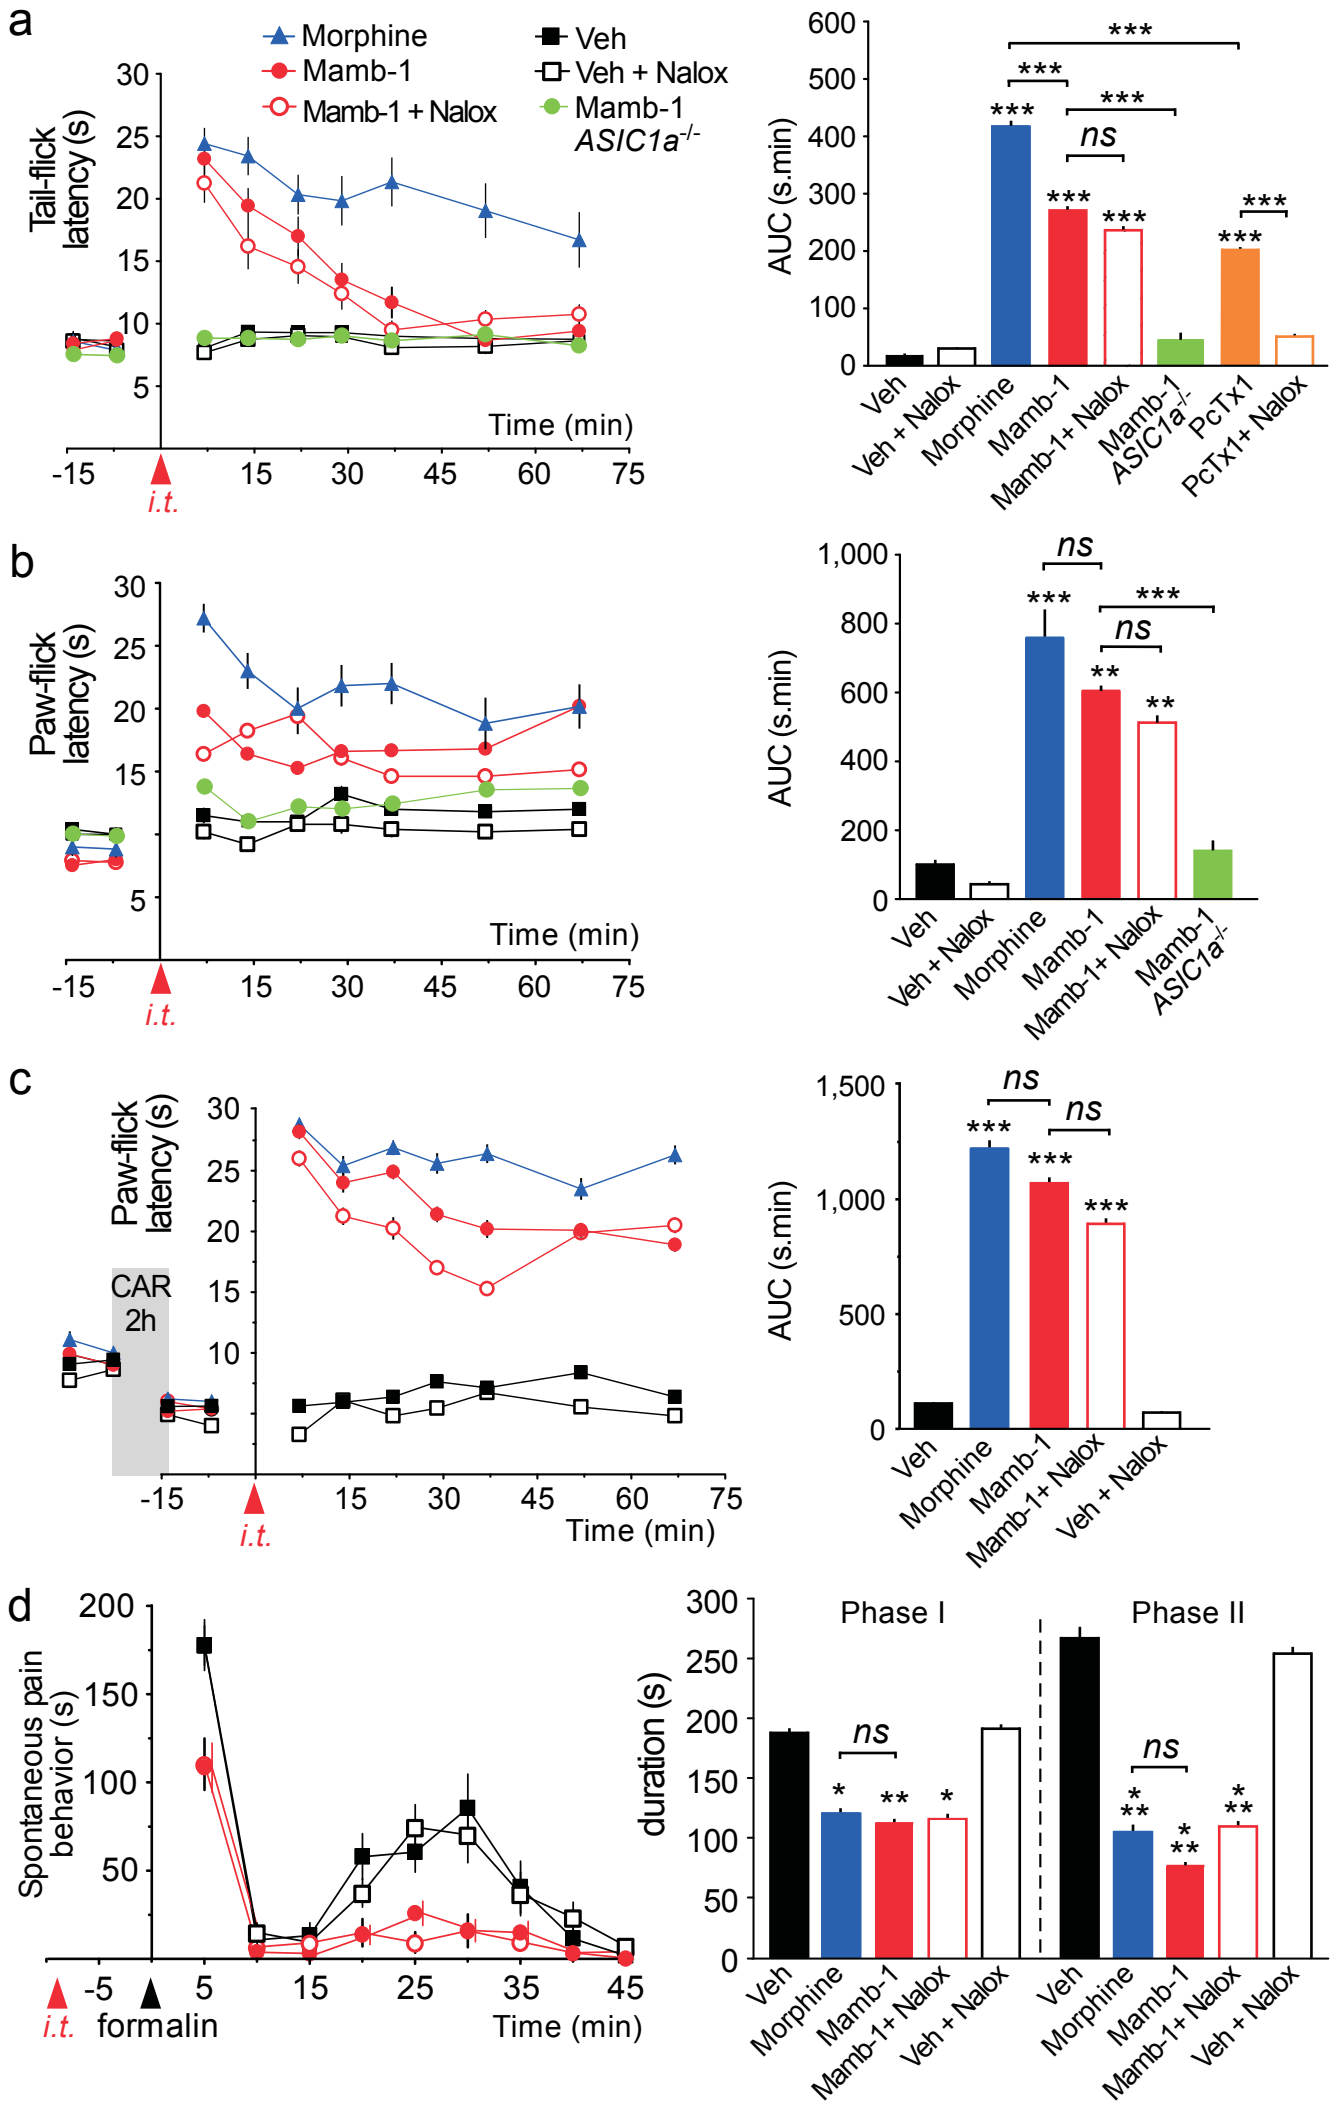 a
Morphine
Mamb-1
Mamb-1 + Nalox
Veh
Veh + Nalox
Mamb-1
ASIC1a-/-
Tail-flick
latency (s)
30
25
20
15
10
5
Time (min)
-15
15
30
45
60
75
i.t.
AUC (s.min)
600
500
400
300
200
100
0
***
***
***
***
ns
***
***
***
***
Veh
Veh + Nalox
Morphine
Mamb-1
Mamb-1+ Nalox
Mamb-1
ASIC1a-/-
PcTx1
PcTx1+ Nalox
b
Paw-flick
latency (s)
30
25
20
15
5
Time (min)
-15
15
30
45
60
75
i.t.
AUC (s.min)
1,000
800
600
400
200
0
ns
***
***
ns
**
**
Veh
Veh + Nalox
Morphine
Mamb-1
Mamb-1+ Nalox
Mamb-1
ASIC1a-/-
c
Paw-flick
latency (s)
30
25
20
15
10
CAR
2h
-15
15
30
45
60
75
Time (min)
i.t.
AUC (s.min)
1,500
1,000
500
0
ns
ns
***
***
***
Veh
Morphine
Mamb-1
Mamb-1+ Nalox
Veh + Nalox
d
Spontaneous pain
behavior (s)
200
150
100
50
-5
5
15
25
35
45
i.t.
formalin
Time (min)
duration (s)
300
250
200
150
100
50
0
Phase I
Phase II
ns
*
**
*
ns
*
**
*
**
*
**
Veh
Morphine
Mamb-1
Mamb-1+ Nalox
Veh + Nalox
Veh
Morphine
Mamb-1
Mamb-1+ Nalox
Veh + Nalox